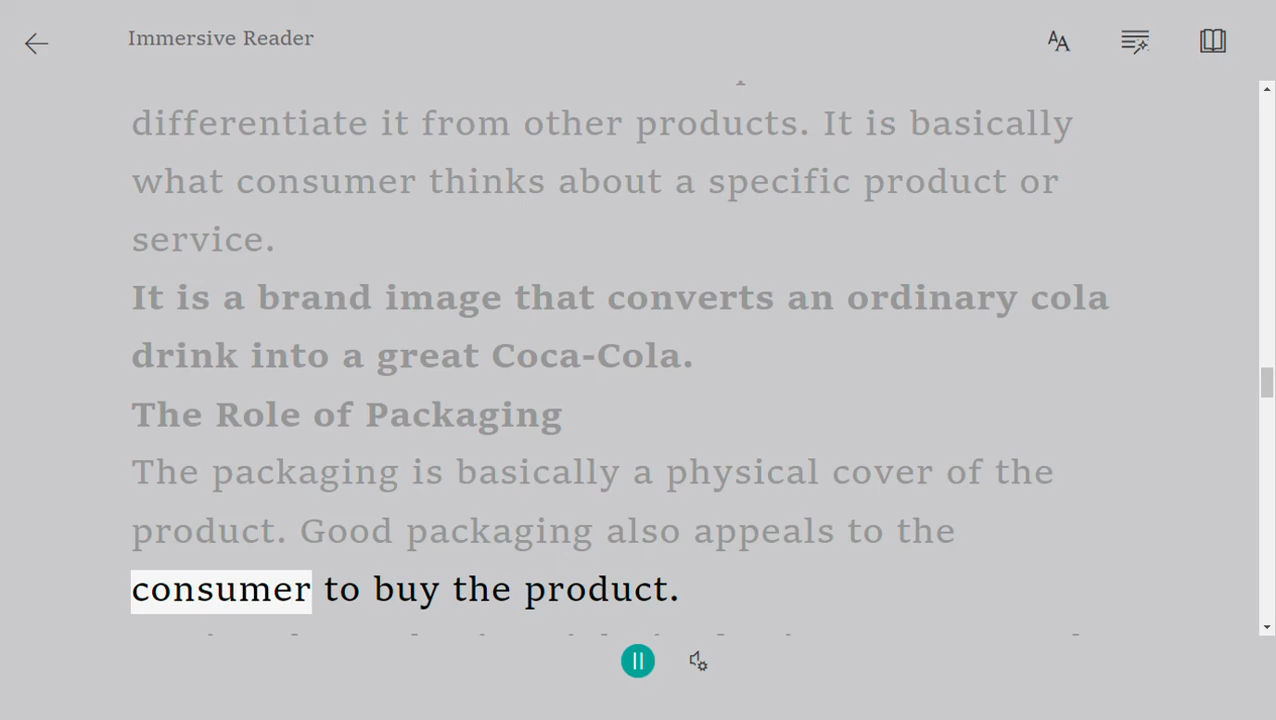 Immersive Reader
differentiate it from other products. It is basically
what consumer thinks about a specific product or
service.
It is a brand image that converts an ordinary cola
drink into a great Coca-Cola.
The Role of Packaging
The packaging is basically a physical cover of the
product. Good packaging also appeals to the
consumer to buy the product.